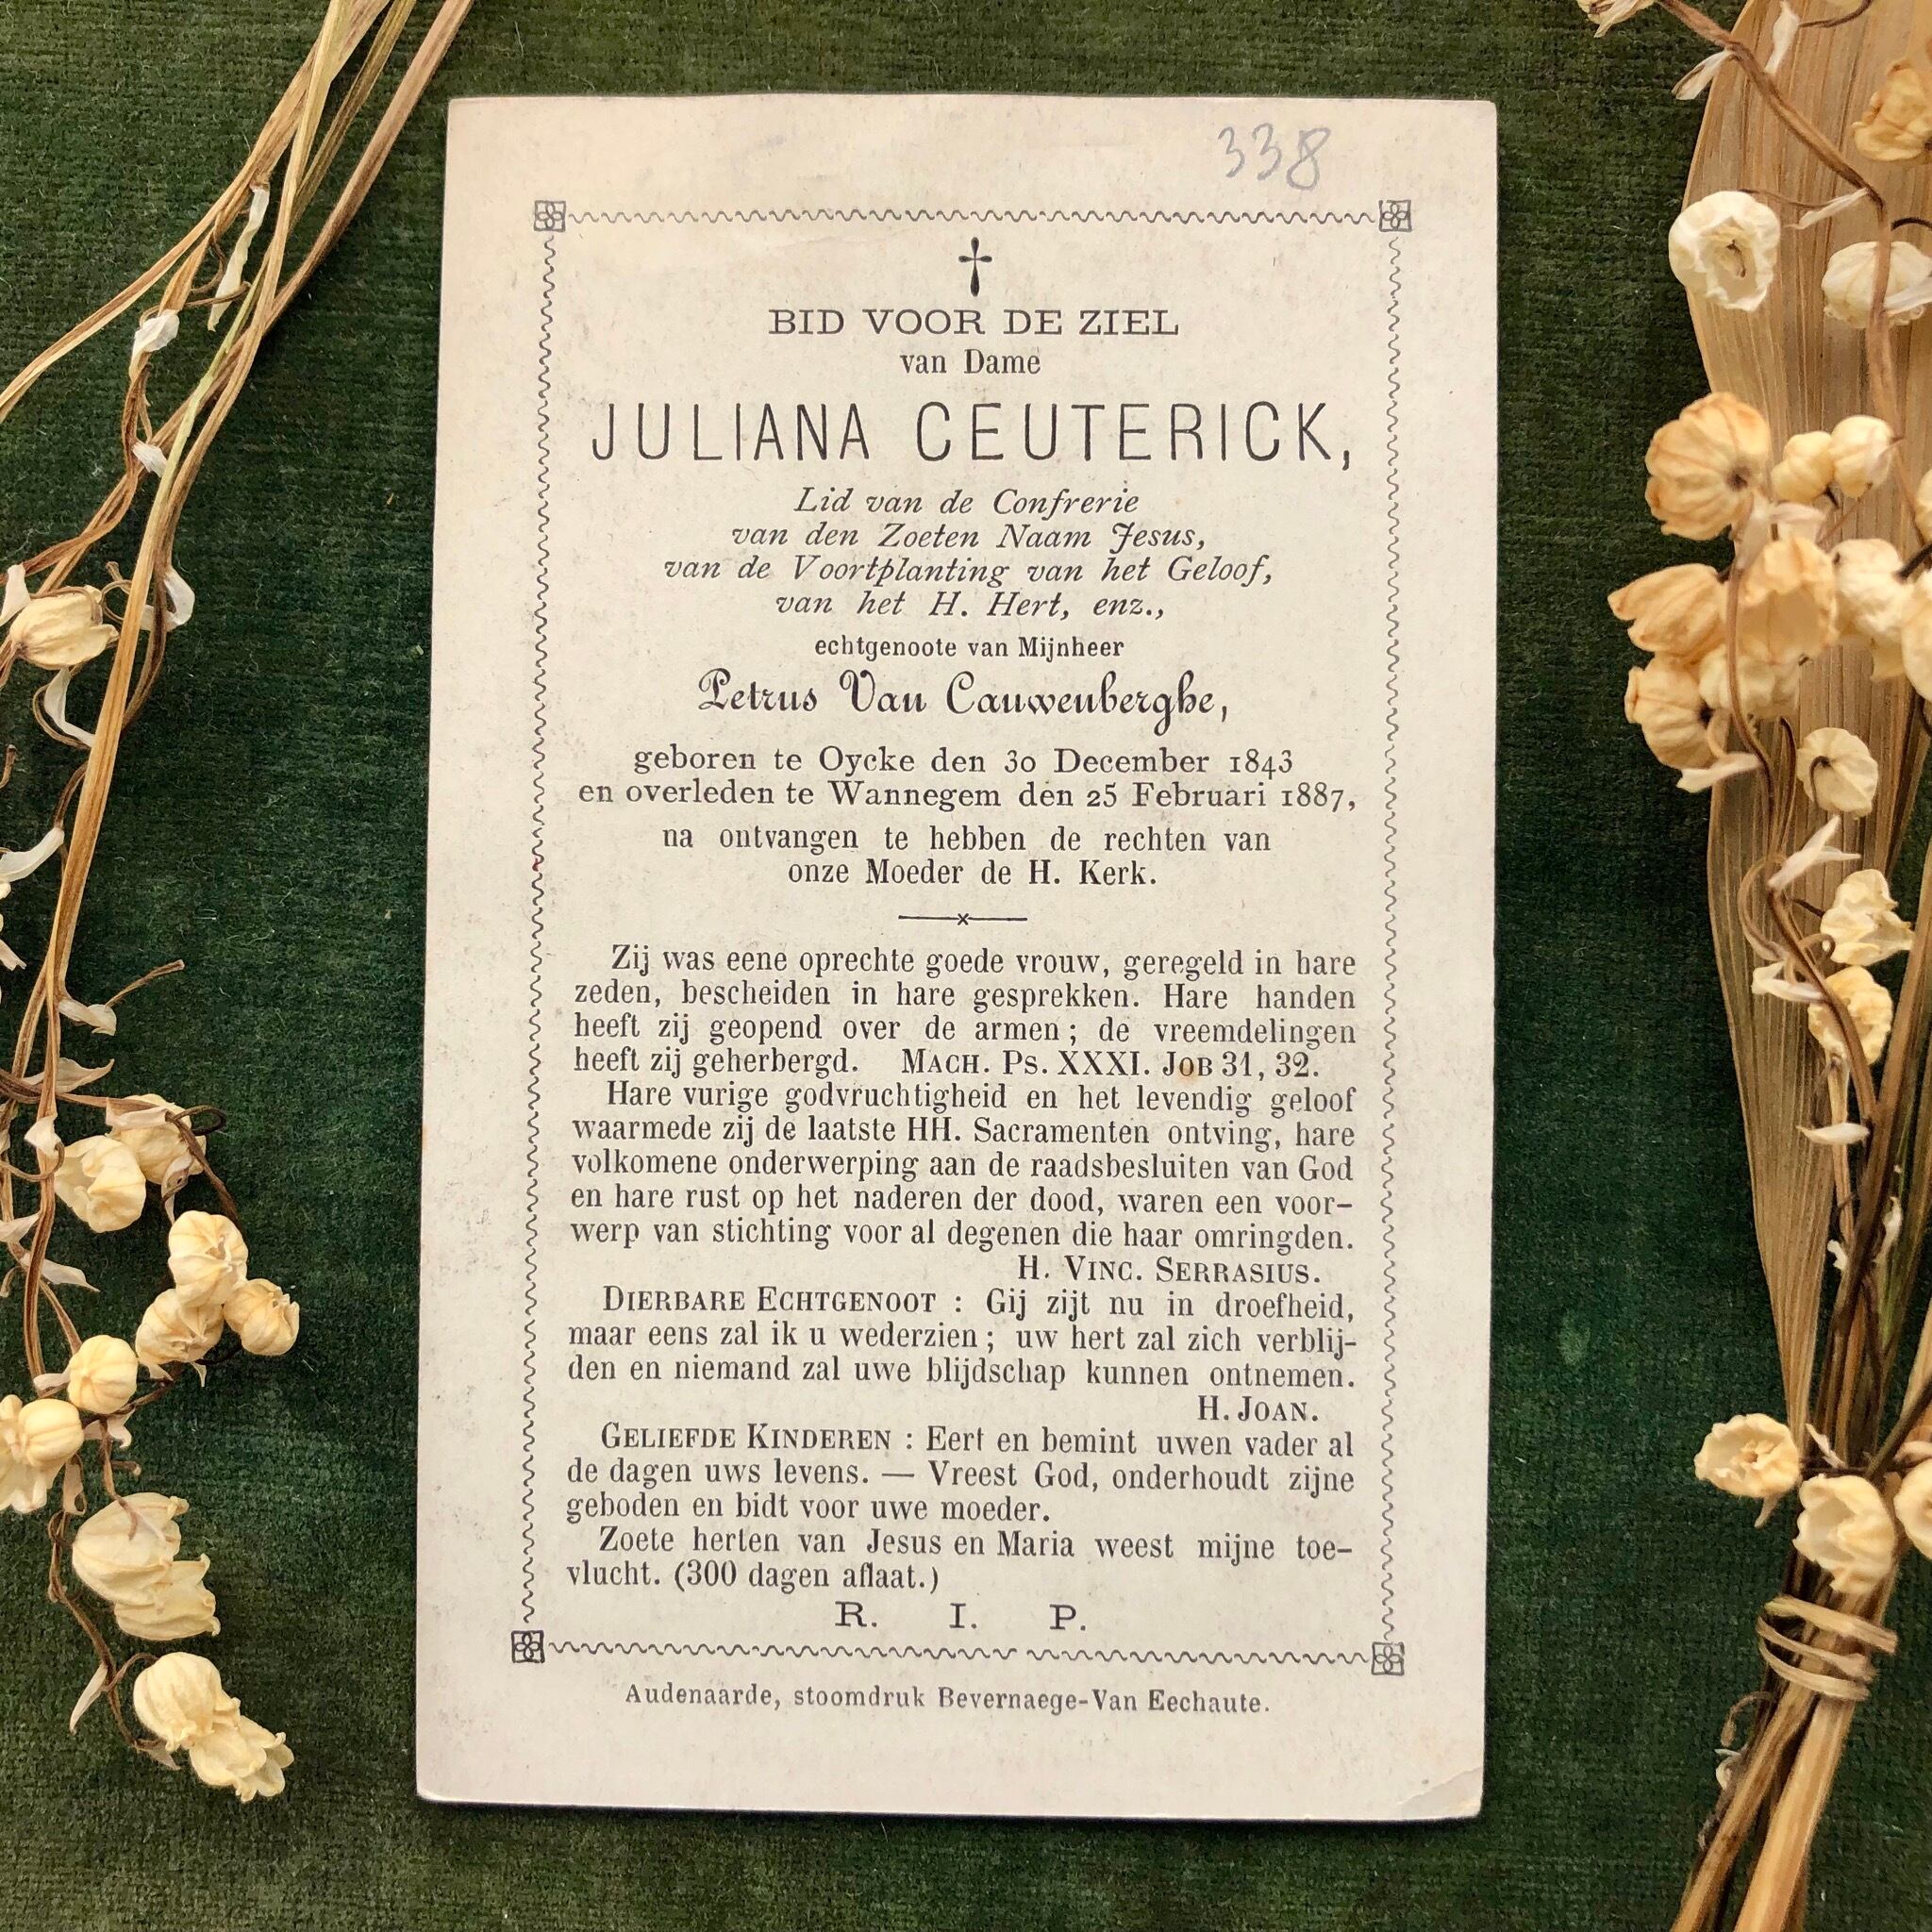 338
BID VOOR DE ZIEL
van Dame
JULIANA CEUTERICK,
Lid van de Confrerie
van den Zoeten Naam Jesus,
van de Voortplanting van het Geloof,
van het H. Hert, enz.,
echtgenoote van Mijnheer
Petrus Van Cauwenberghe,
geboren te Oycke den 30 December 1843
en overleden te Wannegem den 25 Februari 1887,
na ontvangen te hebben de rechten van
onze Moeder de H. Kerk.
Zij was eene oprechte goede vrouw, geregeld in hare
zeden, bescheiden in hare gesprekken. Hare handen
heeft zij geopend over de armen; de vreemdelingen
heeft zij geherbergd. MACH. PS. XXXI. JOB 31, 32.
Hare vurige godvruchtigheid en het levendig geloof
waarmede zij de laatste HH. Sacramenten ontving, hare
volkomene onderwerping aan de raadsbesluiten van God
en hare rust op het naderen der dood, waren een voor-
werp van stichting voor al degenen die haar omringden.
H. VINC. SERRASIUS.
DIERBARE ECHTGENOOT : Gij zijt nu in droefheid,
maar eens zal ik u wederzien; uw hert zal zich verblij-
den en niemand zal uwe blijdschap kunnen ontnemen.
H. JOAN.
GELIEFDE KINDEREN : Eert en bemint uwen vader al
de dagen uws levens. — Vreest God, onderhoudt zijne
geboden en bidt voor uwe moeder.
Zoete herten van Jesus en Maria weest mijne toe-
vlucht. (300 dagen aflaat.)
R. I. P.
Audenaarde, stoomdruk Bevernaege-Van Eechaute.